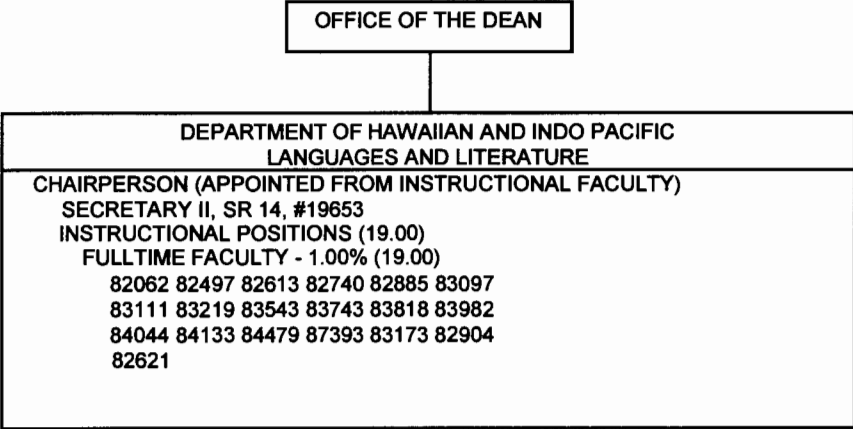 OFFICE OF THE DEAN
DEPARTMENT OF HAWAIIAN AND INDO PACIFIC
LANGUAGES AND LITERATURE
CHAIRPERSON (APPOINTED FROM INSTRUCTIONAL FACULTY)
SECRETARY II, SR 14, #19653
INSTRUCTIONAL POSITIONS (19.00)
FULLTIME FACULTY - 1.00% (19.00)
82062 82497 82613 82740 82885 83097
83111 83219 83543 83743 83818 83982
84044 84133 84479 87393 83173 82904
82621